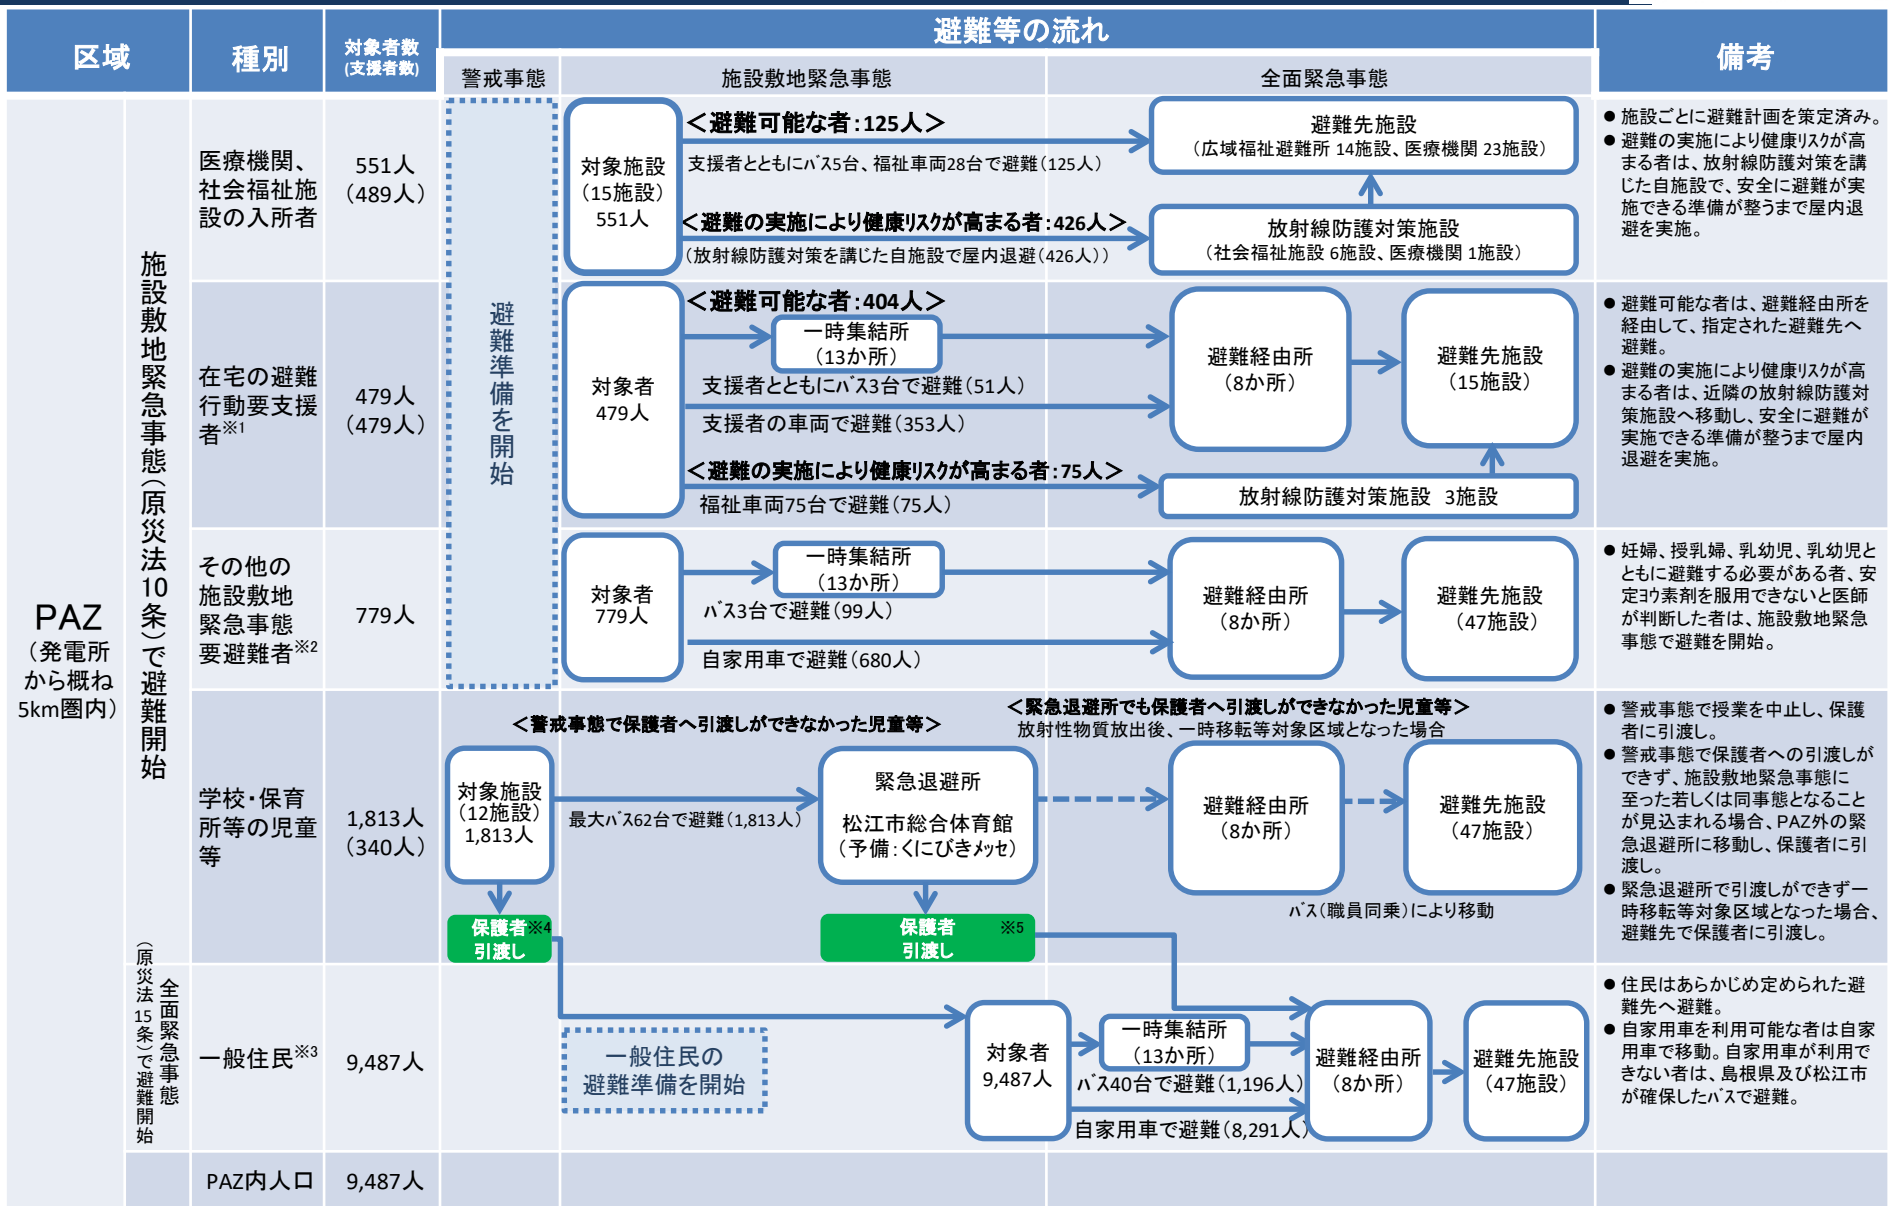 区域
種別
対象者数
(支援者数)
避難等の流れ
備考
警戒事態
施設敷地緊急事態
全面緊急事態
PAZ
（発電所
から概ね
5km圏内）
施設敷地緊急事態（原災法10条）で避難開始
避難準備を開始
医療機関、
社会福祉施
設の入所者
551人
（489人）
対象施設
（15施設）
551人
＜避難可能な者：125人＞
支援者とともにバス5台、福祉車両28台で避難（125人）
避難先施設
（広域福祉避難所 14施設、医療機関 23施設）
＜避難の実施により健康リスクが高まる者：426人＞
（放射線防護対策を講じた自施設で屋内退避（426人））
放射線防護対策施設
（社会福祉施設 6施設、医療機関 1施設）
● 施設ごとに避難計画を策定済み。
● 避難の実施により健康リスクが高
まる者は、放射線防護対策を講
じた自施設で、安全に避難が実
施できる準備が整うまで屋内退
避を実施。
在宅の避難
行動要支援
者※1
479人
（479人）
対象者
479人
＜避難可能な者：404人＞
一時集結所
（13か所）
支援者とともにバス3台で避難（51人）
支援者の車両で避難（353人）
避難経由所
（8か所）
避難先施設
（15施設）
＜避難の実施により健康リスクが高まる者：75人＞
福祉車両75台で避難（75人）
放射線防護対策施設 3施設
● 避難可能な者は、避難経由所を
経由して、指定された避難先へ
避難。
● 避難の実施により健康リスクが高
まる者は、近隣の放射線防護対
策施設へ移動し、安全に避難が
実施できる準備が整うまで屋内
退避を実施。
その他の
施設敷地
緊急事態
要避難者※2
779人
対象者
779人
一時集結所
（13か所）
バス3台で避難（99人）
自家用車で避難（680人）
避難経由所
（8か所）
避難先施設
（47施設）
● 妊婦、授乳婦、乳幼児、乳幼児と
ともに避難する必要がある者、安
定ヨウ素剤を服用できないと医師
が判断した者は、施設敷地緊急
事態で避難を開始。
学校・保育
所等の児童
等
1,813人
（340人）
＜警戒事態で保護者へ引渡しができなかった児童等＞
＜緊急退避所でも保護者へ引渡しができなかった児童等＞
放射性物質放出後、一時移転等対象区域となった場合
対象施設
（12施設）
1,813人
最大バス62台で避難（1,813人）
緊急退避所
松江市総合体育館
（予備：くにびきメッセ）
避難経由所
（8か所）
避難先施設
（47施設）
バス（職員同乗）により移動
保護者※4
引渡し
保護者 ※5
引渡し
● 警戒事態で授業を中止し、保護
者に引渡し。
● 警戒事態で保護者への引渡しが
できず、施設敷地緊急事態に
至った若しくは同事態となること
が見込まれる場合、PAZ外の緊
急退避所に移動し、保護者に引
渡し。
● 緊急退避所で引渡しができず一
時移転等対象区域となった場合、
避難先で保護者に引渡し。
全面緊急事態
（原災法15条）で避難開始
一般住民※3
9,487人
一般住民の
避難準備を開始
対象者
9,487人
一時集結所
（13か所）
バス40台で避難（1,196人）
自家用車で避難（8,291人）
避難経由所
（8か所）
避難先施設
（47施設）
● 住民はあらかじめ定められた避
難先へ避難。
● 自家用車を利用可能な者は自家
用車で移動。自家用車が利用で
きない者は、島根県及び松江市
が確保したバスで避難。
PAZ内人口
9,487人